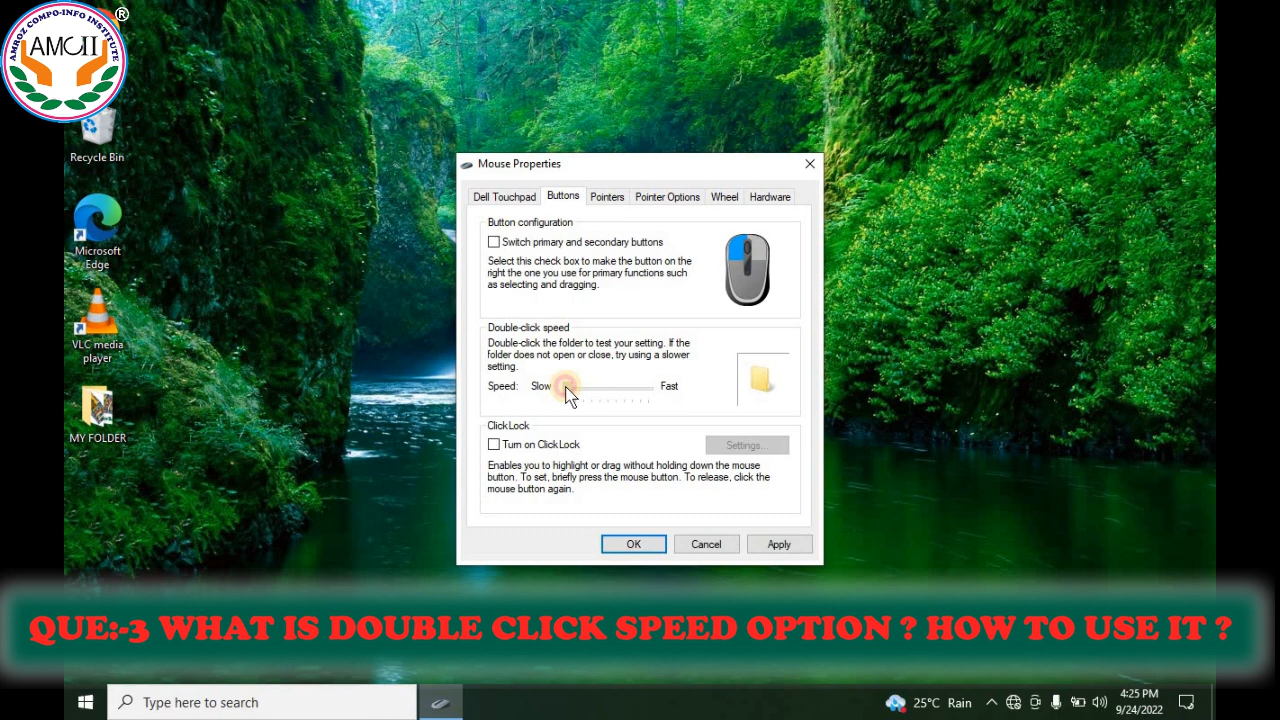 AMROZ COMPO-INFO INSTITUTE
AMCII
®
Recycle Bin
Microsoft
Edge
VLC media
player
MY FOLDER
Mouse Properties
Dell Touchpad
Buttons
Pointers
Pointer Options
Wheel
Hardware
Button configuration
Switch primary and secondary buttons
Select this check box to make the button on the
right the one you use for primary functions such
as selecting and dragging.
Double-click speed
Double-click the folder to test your setting. If the
folder does not open or close, try using a slower
setting.
Speed: Slow Fast
ClickLock
Turn on ClickLock
Settings...
Enables you to highlight or drag without holding down the mouse
button. To set, briefly press the mouse button. To release, click the
mouse button again.
OK Cancel Apply
QUE:-3 WHAT IS DOUBLE CLICK SPEED OPTION ? HOW TO USE IT ?
Type here to search
25°C Rain
4:25 PM
9/24/2022